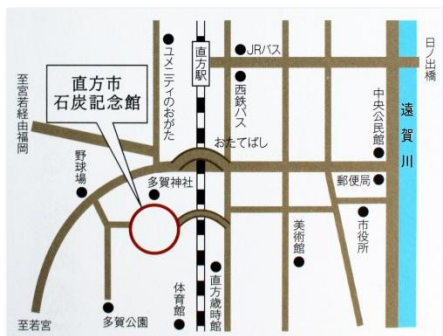 ユメニティのおがた
直方駅
JRバス
西鉄バス
日ノ出橋
至宮若経由福岡
直方市
石炭記念館
おたてばし
中央公民館
遠賀川
野球場
多賀神社
郵便局
市役所
美術館
至若宮
多賀公園
体育館
直方歳時館